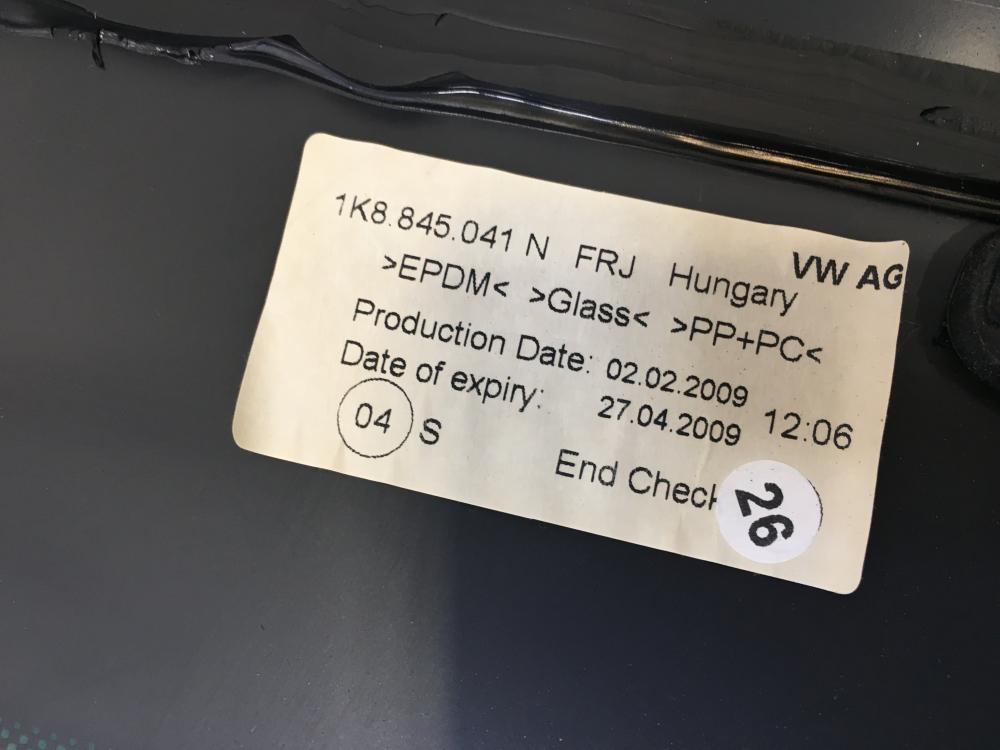 1K8.845.041 N FRJ Hungary VW AG
>EPDM< >Glass< >PP+PC<
Production Date: 02.02.2009 12:06
Date of expiry: 27.04.2009
04 S
End Check 26